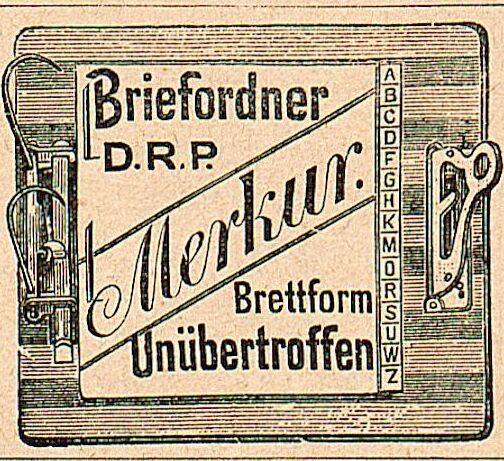 Briefordner
D.R.P.
Merkur.
Brettform
Unübertroffen
A
B
C
D
F
G
H
K
M
O
R
S
U
W
Z